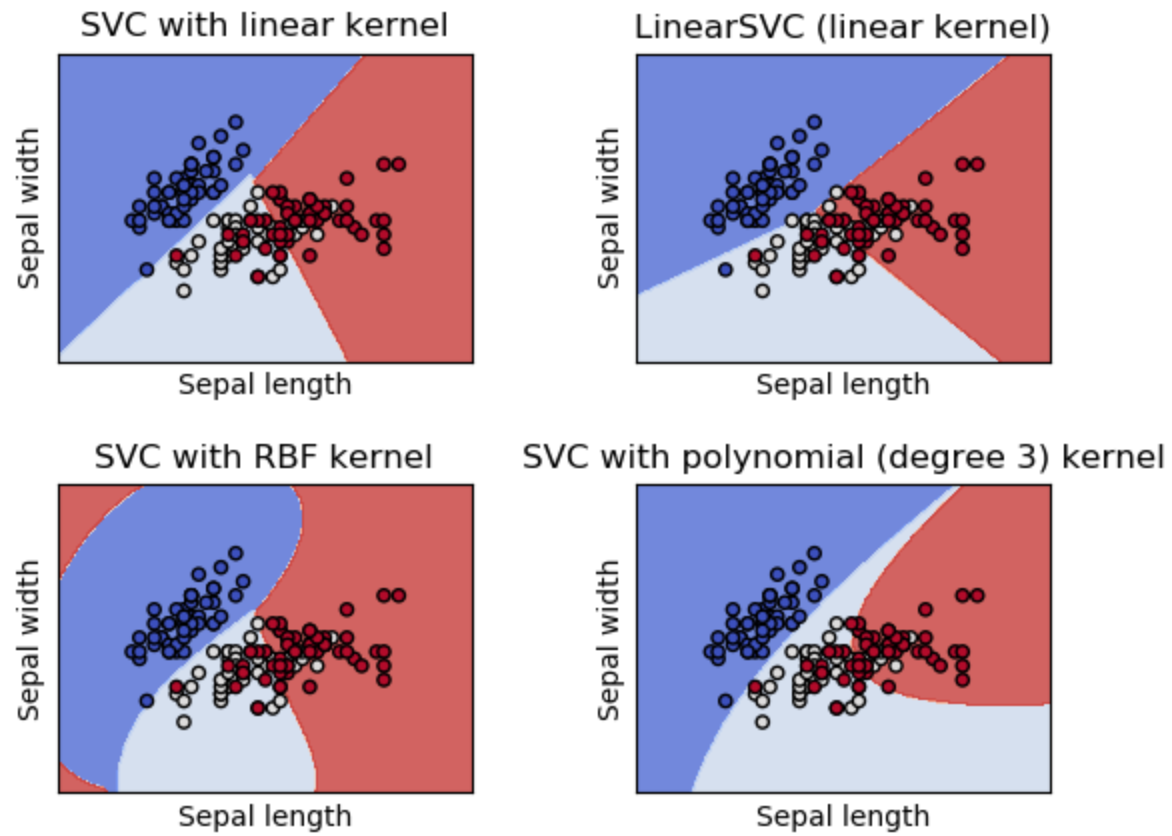 SVC with linear kernel
LinearSVC (linear kernel)
Sepal width
Sepal width
Sepal length
Sepal length
SVC with RBF kernel
SVC with polynomial (degree 3) kernel
Sepal width
Sepal width
Sepal length
Sepal length